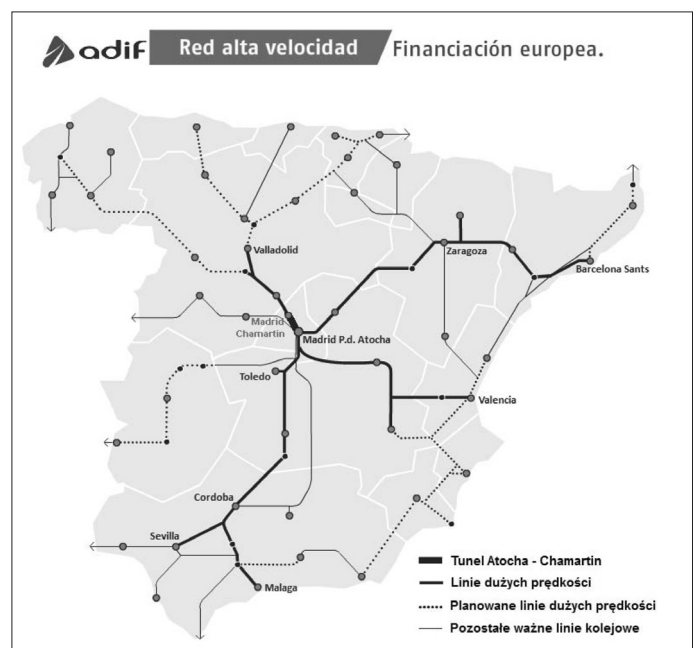 adif Red alta velocidad Financiación europea.
Valladolid
Zaragoza
Barcelona Sants
Madrid
Chamartin
Madrid P.d. Atocha
Toledo
Valencia
Cordoba
Sevilla
Malaga
Tunel Atocha - Chamartin
Linie dużych prędkości
Planowane linie dużych prędkości
Pozostałe ważne linie kolejowe